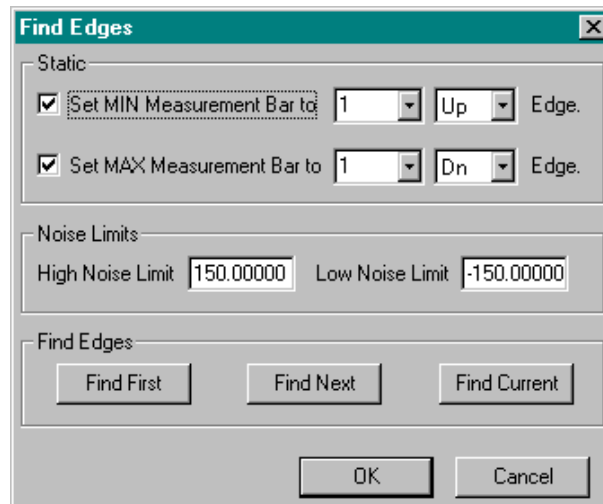 Find Edges
Static
Set MIN Measurement Bar to 1 Up Edge.
Set MAX Measurement Bar to 1 Dn Edge.
Noise Limits
High Noise Limit 150.00000 Low Noise Limit -150.00000
Find Edges
Find First Find Next Find Current
OK Cancel